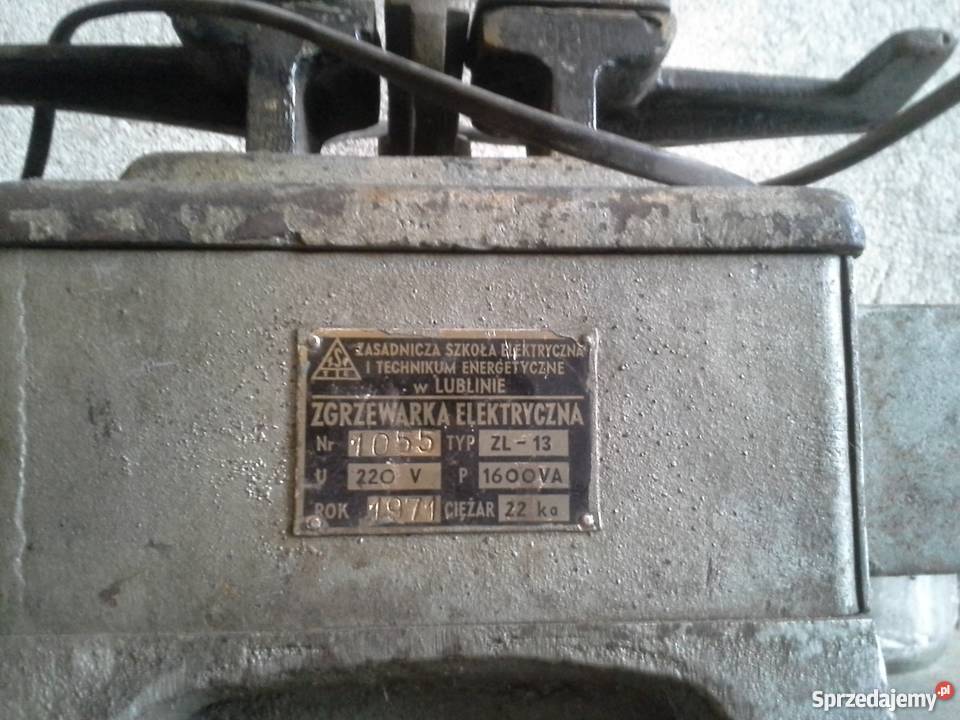 ZASADNICZA SZKOŁA ELEKTRYCZNA
I TECHNIKUM ENERGETYCZNE
w LUBLINIE
ZGRZEWARKA ELEKTRYCZNA
Nr 1055 TYP ZL-13
U 220 V P 1600VA
ROK 1971 CIĘŻAR 22 kg
Sprzedajemy.pl